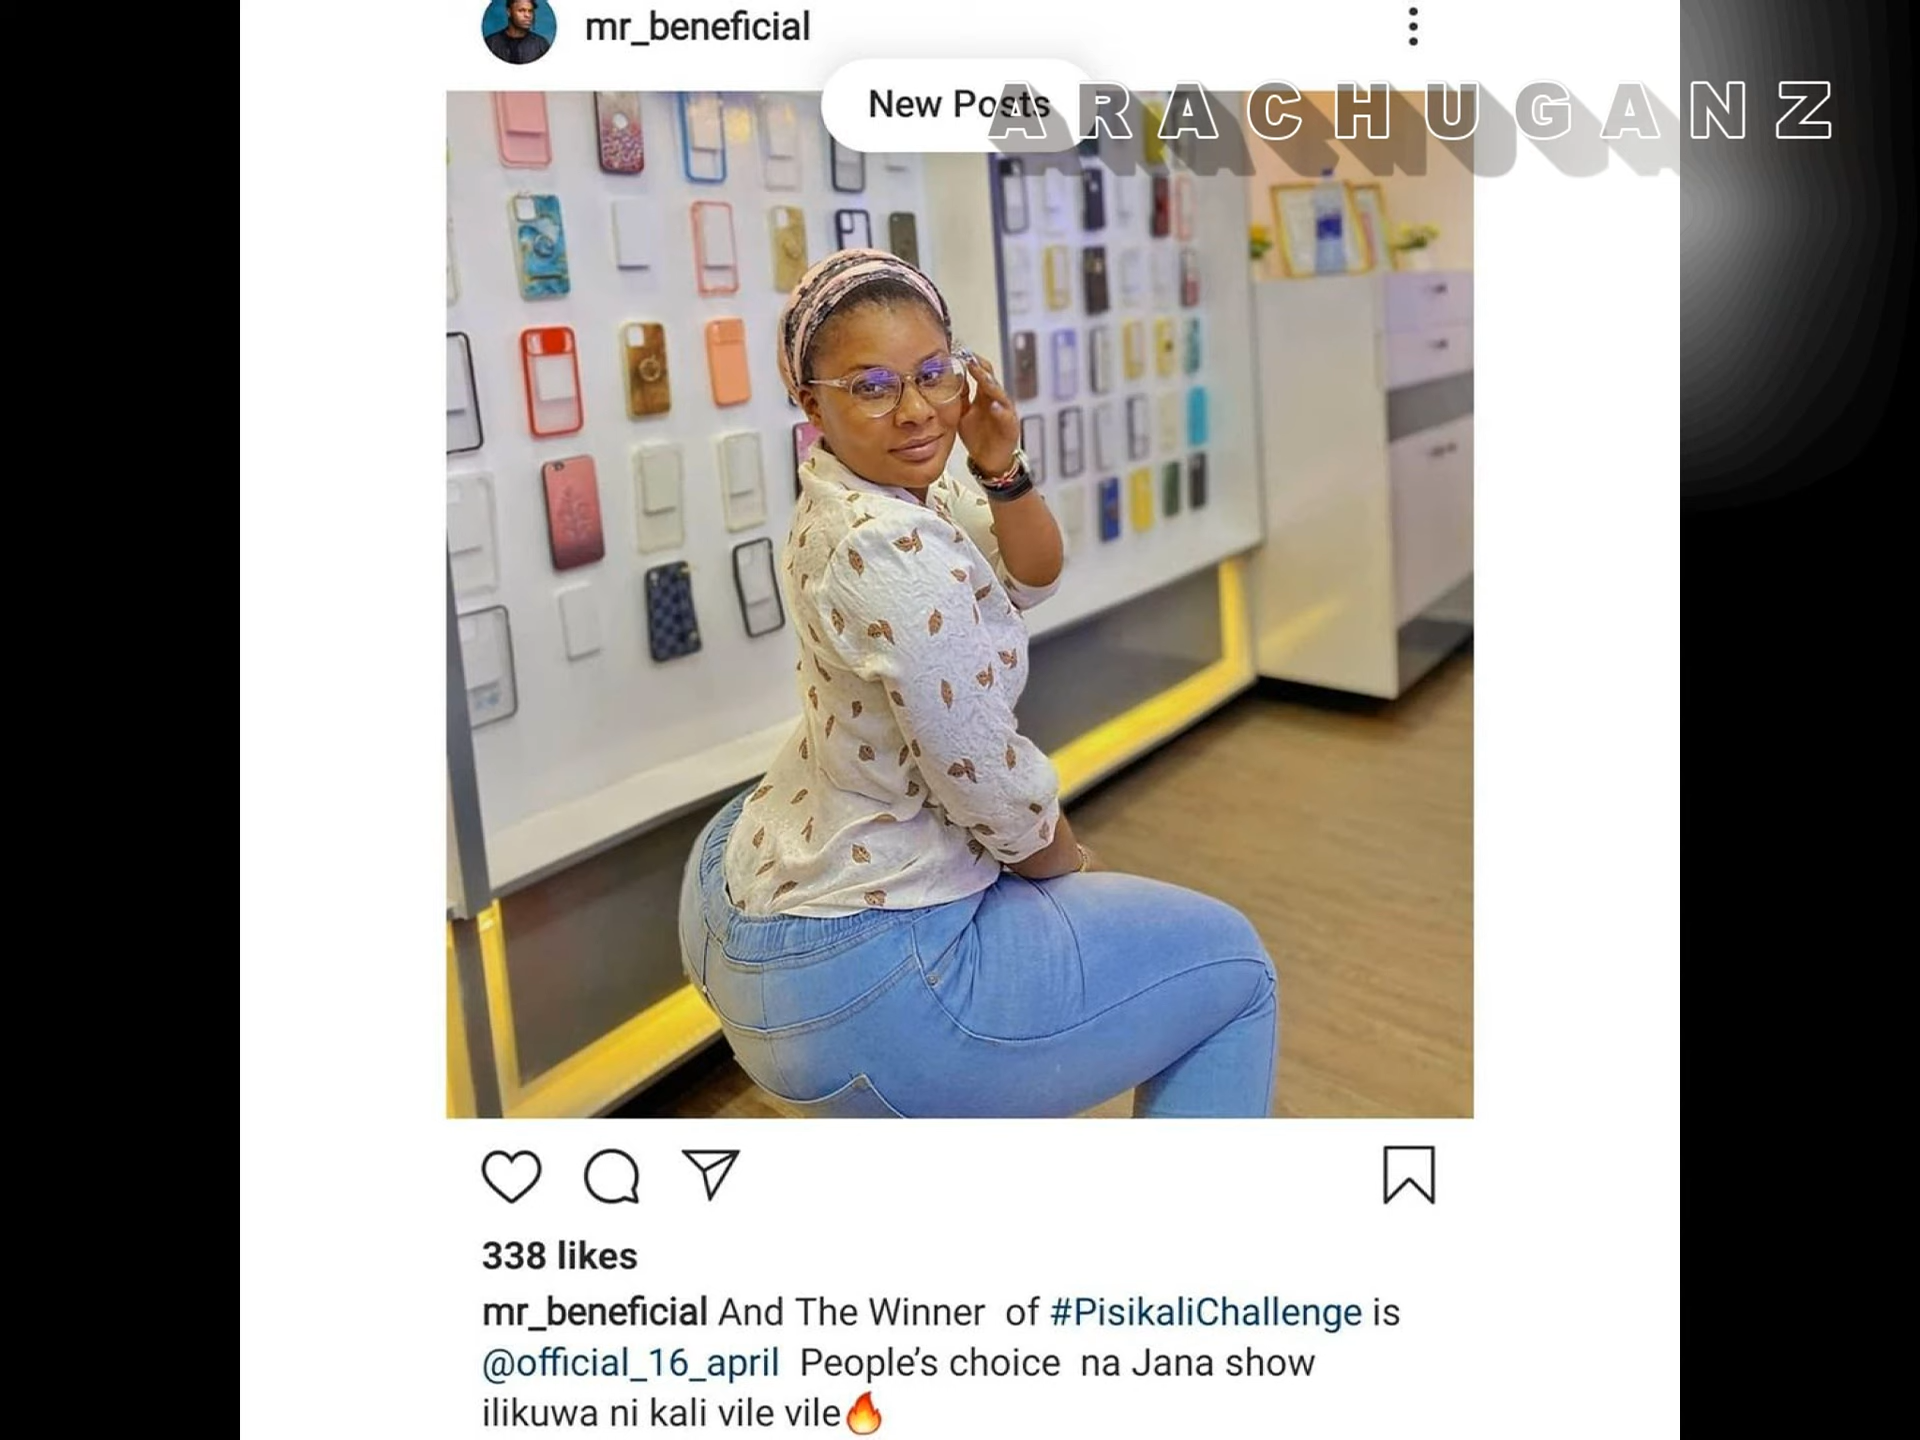 mr_beneficial
New Posts
ARACHUGANZ
338 likes
mr_beneficial And The Winner of #PisikaliChallenge is
@official_16_april People's choice na Jana show
ilikuwa ni kali vile vile🔥